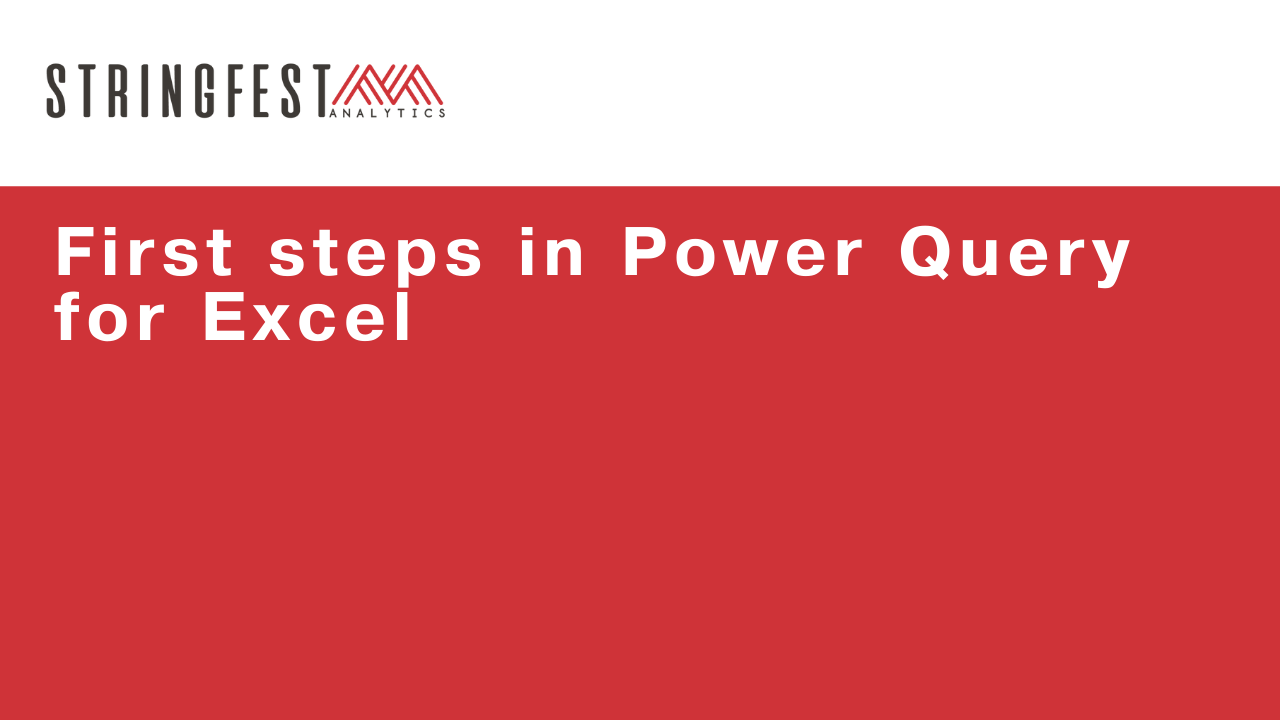 STRINGFEST
ANALYTICS
First steps in Power Query
for Excel